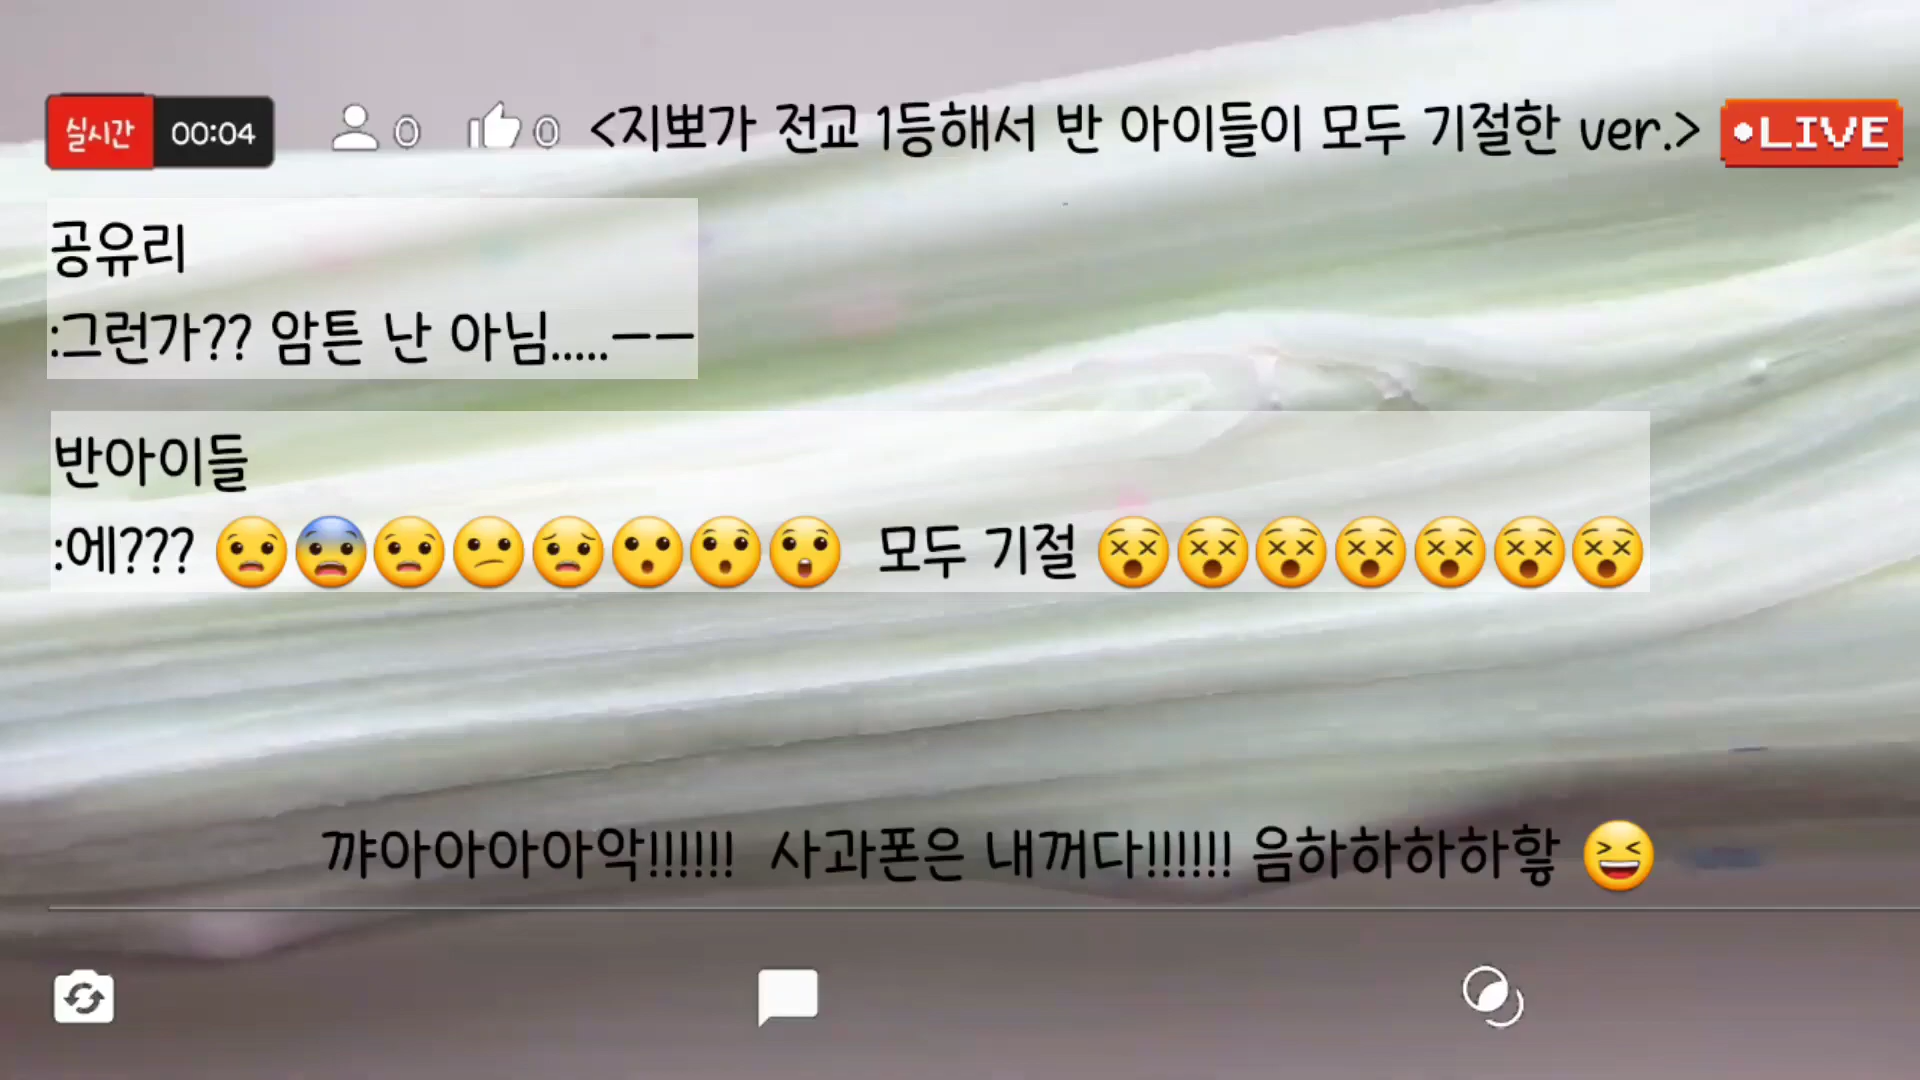 실시간 00:04 0 0 <지뽀가 전교 1등해서 반 아이들이 모두 기절한 ver.> •LIVE
공유리
:그런가?? 암튼 난 아님.....ㅡㅡ
반아이들
:에??? 😦😨😦😕😟😮😯😲 모두 기절 😵😵😵😵😵😵😵
꺄아아아아악!!!!!! 사과폰은 내꺼다!!!!!! 음하하하하핳 😆